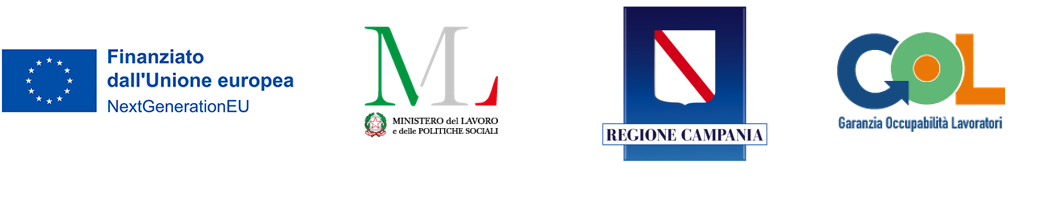 Finanziato
dall'Unione europea
NextGenerationEU
ML
MINISTERO del LAVORO
e delle POLITICHE SOCIALI
REGIONE CAMPANIA
GOL
Garanzia Occupabilità Lavoratori